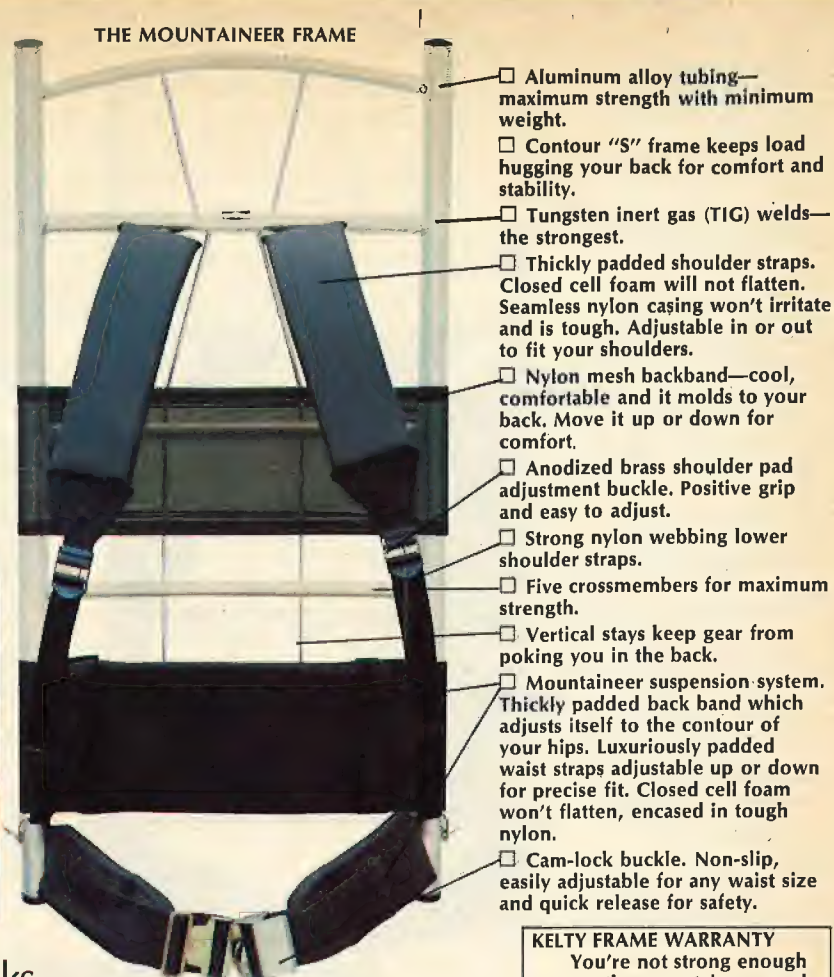 THE MOUNTAINEER FRAME
☐ Aluminum alloy tubing—
maximum strength with minimum
weight.
☐ Contour "S" frame keeps load
hugging your back for comfort and
stability.
☐ Tungsten inert gas (TIG) welds—
the strongest.
☐ Thickly padded shoulder straps.
Closed cell foam will not flatten.
Seamless nylon casing won't irritate
and is tough. Adjustable in or out
to fit your shoulders.
☐ Nylon mesh backband—cool,
comfortable and it molds to your
back. Move it up or down for
comfort.
☐ Anodized brass shoulder pad
adjustment buckle. Positive grip
and easy to adjust.
☐ Strong nylon webbing lower
shoulder straps.
☐ Five crossmembers for maximum
strength.
☐ Vertical stays keep gear from
poking you in the back.
☐ Mountaineer suspension system.
Thickly padded back band which
adjusts itself to the contour of
your hips. Luxuriously padded
waist straps adjustable up or down
for precise fit. Closed cell foam
won't flatten, encased in tough
nylon.
☐ Cam-lock buckle. Non-slip,
easily adjustable for any waist size
and quick release for safety.
KELTY FRAME WARRANTY
You're not strong enough